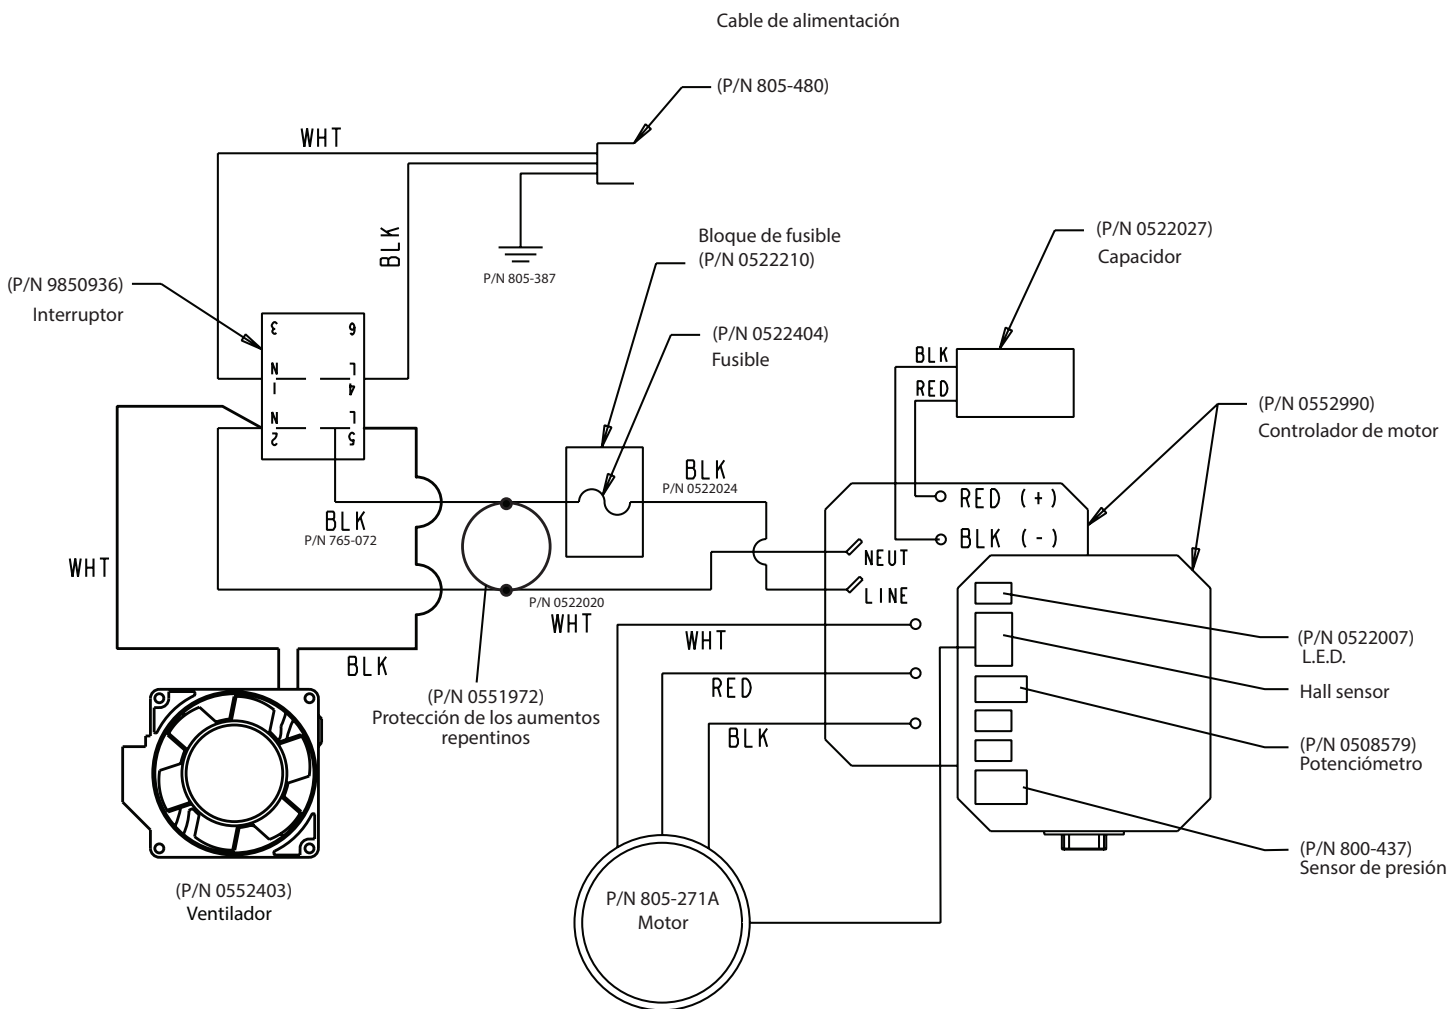 Cable de alimentación
(P/N 805-480)
WHT
BLK
P/N 805-387
Bloque de fusible
(P/N 0522210)
(P/N 0522027)
Capacidor
(P/N 9850936)
Interruptor
(P/N 0522404)
Fusible
3
6
N
L
1
4
N
L
2
5
BLK
RED
(P/N 0552990)
Controlador de motor
BLK
P/N 0522024
RED (+)
BLK
P/N 765-072
BLK (-)
WHT
NEUT
LINE
P/N 0522020
WHT
WHT
BLK
(P/N 0522007)
L.E.D.
RED
Hall sensor
(P/N 0551972)
Protección de los aumentos
repentinos
BLK
(P/N 0508579)
Potenciómetro
(P/N 800-437)
Sensor de presión
(P/N 0552403)
Ventilador
P/N 805-271A
Motor